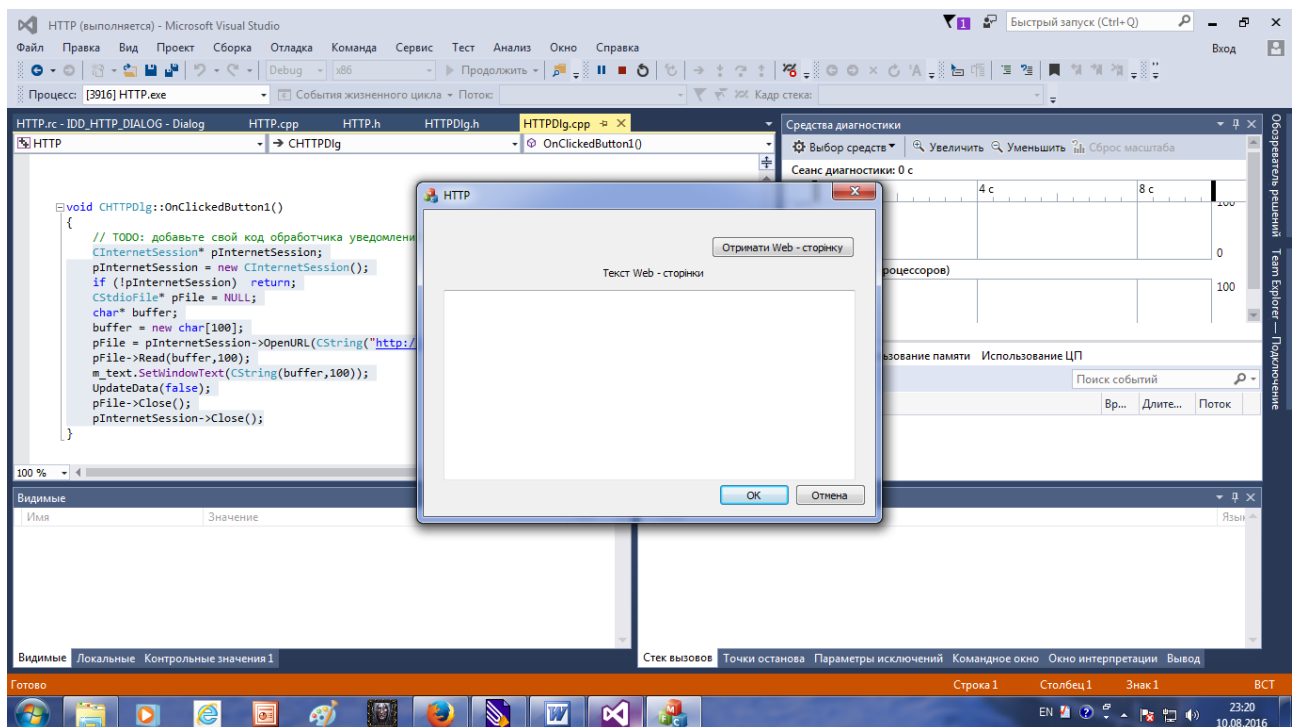 HTTP (выполняется) - Microsoft Visual Studio
1
Быстрый запуск (Ctrl+Q)
Файл Правка Вид Проект Сборка Отладка Команда Сервис Тест Анализ Окно Справка
Вход
Debug x86 Продолжить
Процесс: [3916] HTTP.exe События жизненного цикла Поток: Кадр стека:
HTTP.rc - IDD_HTTP_DIALOG - Dialog HTTP.cpp HTTP.h HTTPDlg.h HTTPDlg.cpp
HTTP CHTTPDlg OnClickedButton1()
void CHTTPDlg::OnClickedButton1()
{
// TODO: добавьте свой код обработчика уведомлени
CInternetSession* pInternetSession;
pInternetSession = new CInternetSession();
if (!pInternetSession) return;
CStdioFile* pFile = NULL;
char* buffer;
buffer = new char[100];
pFile = pInternetSession->OpenURL(CString("http:/
pFile->Read(buffer,100);
m_text.SetWindowText(CString(buffer,100));
UpdateData(false);
pFile->Close();
pInternetSession->Close();
}
100 %
HTTP
Отримати Web - сторінку
Текст Web - сторінки
OK Отмена
Средства диагностики
Выбор средств Увеличить Уменьшить Сброс масштаба
Сеанс диагностики: 0 с
4 с 8 с
100
0
роцессоров)
100
ьзование памяти Использование ЦП
Поиск событий
Вр... Длите... Поток
Обозреватель решений
Team Explorer — Подключение
Видимые
Имя Значение
Язык
Видимые Локальные Контрольные значения 1
Стек вызовов Точки останова Параметры исключений Командное окно Окно интерпретации Вывод
Готово Строка 1 Столбец 1 Знак 1 ВСТ
EN
23:20
10.08.2016